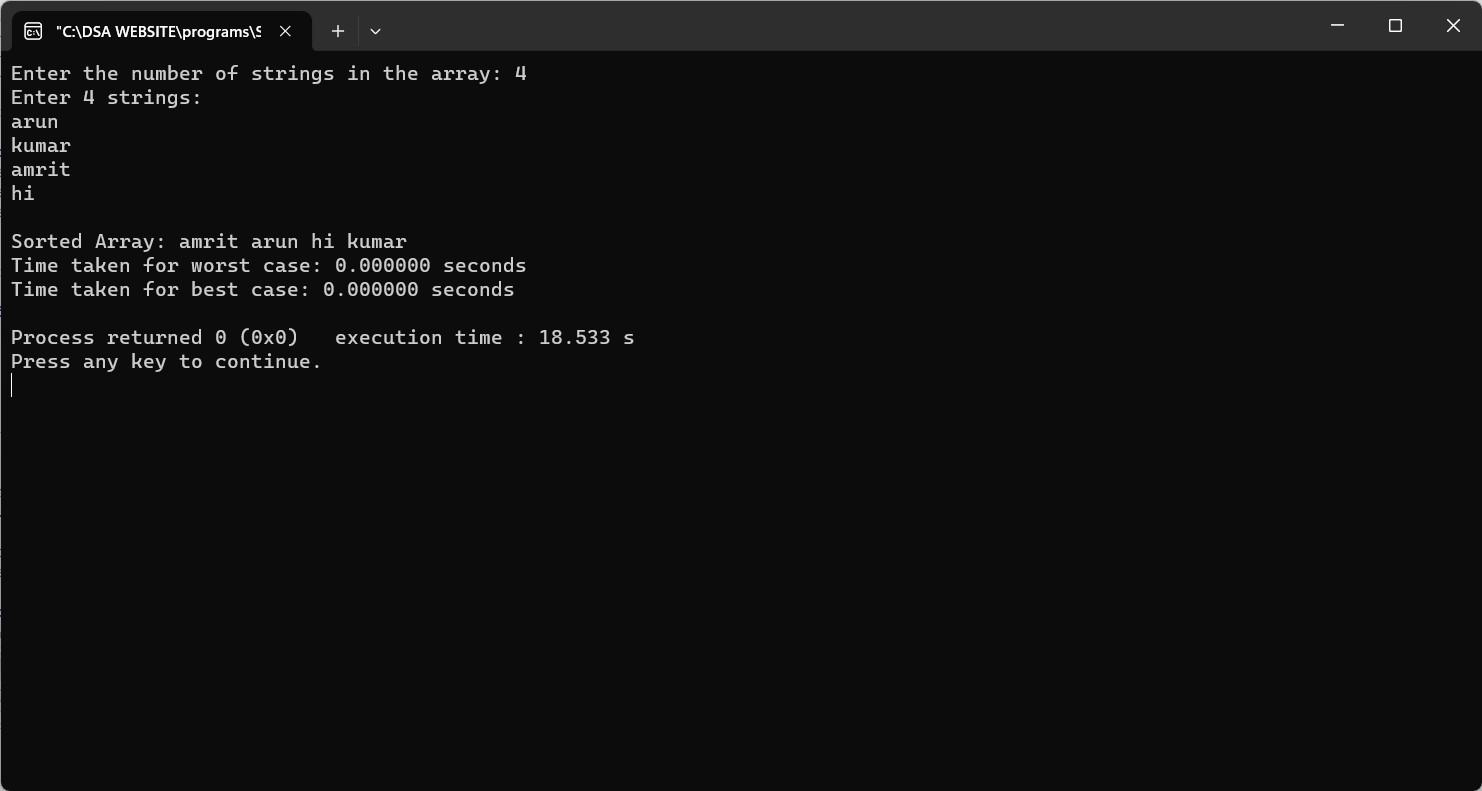 "C:\DSA WEBSITE\programs\S
Enter the number of strings in the array: 4
Enter 4 strings:
arun
kumar
amrit
hi
Sorted Array: amrit arun hi kumar
Time taken for worst case: 0.000000 seconds
Time taken for best case: 0.000000 seconds
Process returned 0 (0x0)   execution time : 18.533 s
Press any key to continue.